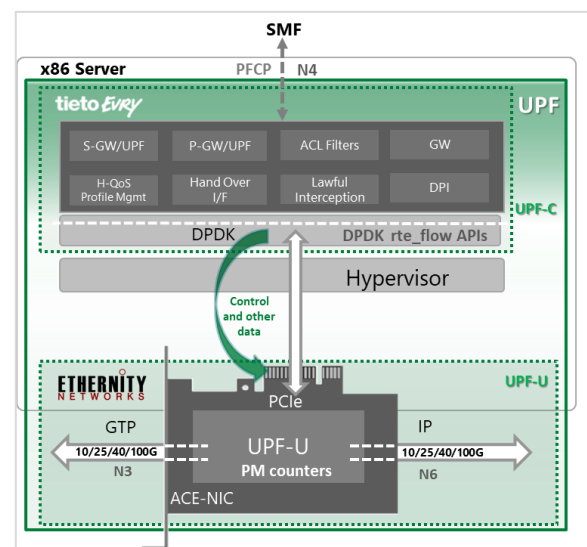 SMF
x86 Server
PFCP N4
tieto Evry
UPF
S-GW/UPF P-GW/UPF ACL Filters GW
H-QoS
Profile Mgmt
Hand Over
I/F
Lawful
Interception
DPI
UPF-C
DPDK DPDK rte_flow APIs
Hypervisor
Control
and other
data
ETHERNITY
NETWORKS
UPF-U
PCIe
GTP
IP
UPF-U
PM counters
10/25/40/100G
10/25/40/100G
N3
N6
ACE-NIC